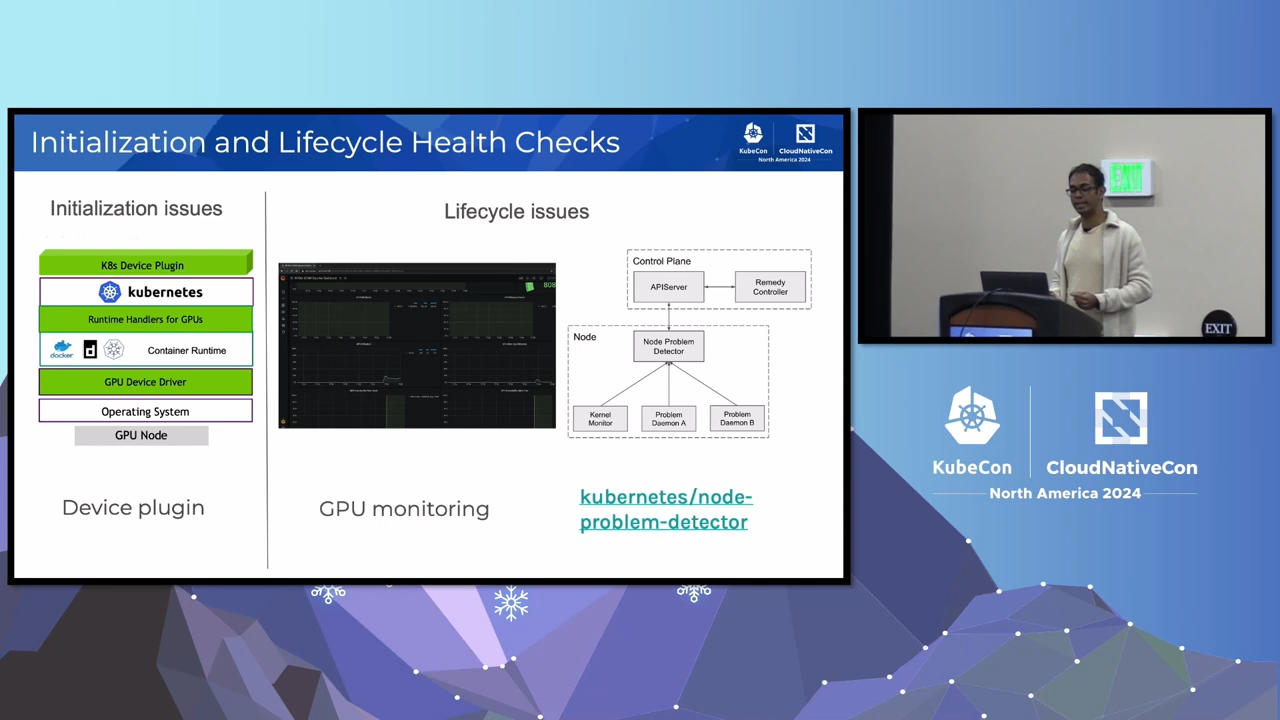 Initialization and Lifecycle Health Checks
KubeCon
CloudNativeCon
North America 2024
Initialization issues
Lifecycle issues
K8s Device Plugin
kubernetes
Runtime Handlers for GPUs
docker
Container Runtime
GPU Device Driver
Operating System
GPU Node
Device plugin
808
GPU monitoring
Control Plane
APIServer
Remedy
Controller
Node
Node Problem
Detector
Kernel
Monitor
Problem
Daemon A
Problem
Daemon B
kubernetes/node-
problem-detector
EXIT
EXIT
KubeCon
CloudNativeCon
North America 2024